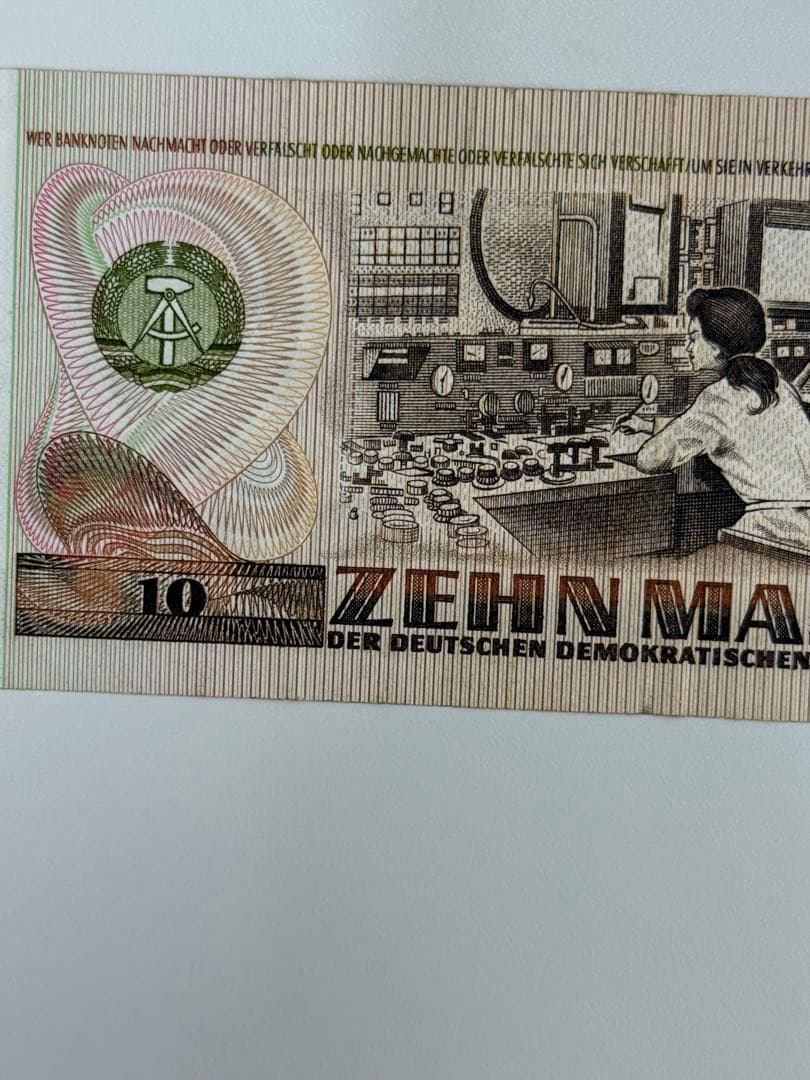 WER BANKNOTEN NACHMACHT ODER VERFÄLSCHT ODER NACHGEMACHTE ODER VERFÄLSCHTE SICH VERSCHAFFT/UM SIE IN VERKEHR
10
ZEHN MA
DER DEUTSCHEN DEMOKRATISCHEN